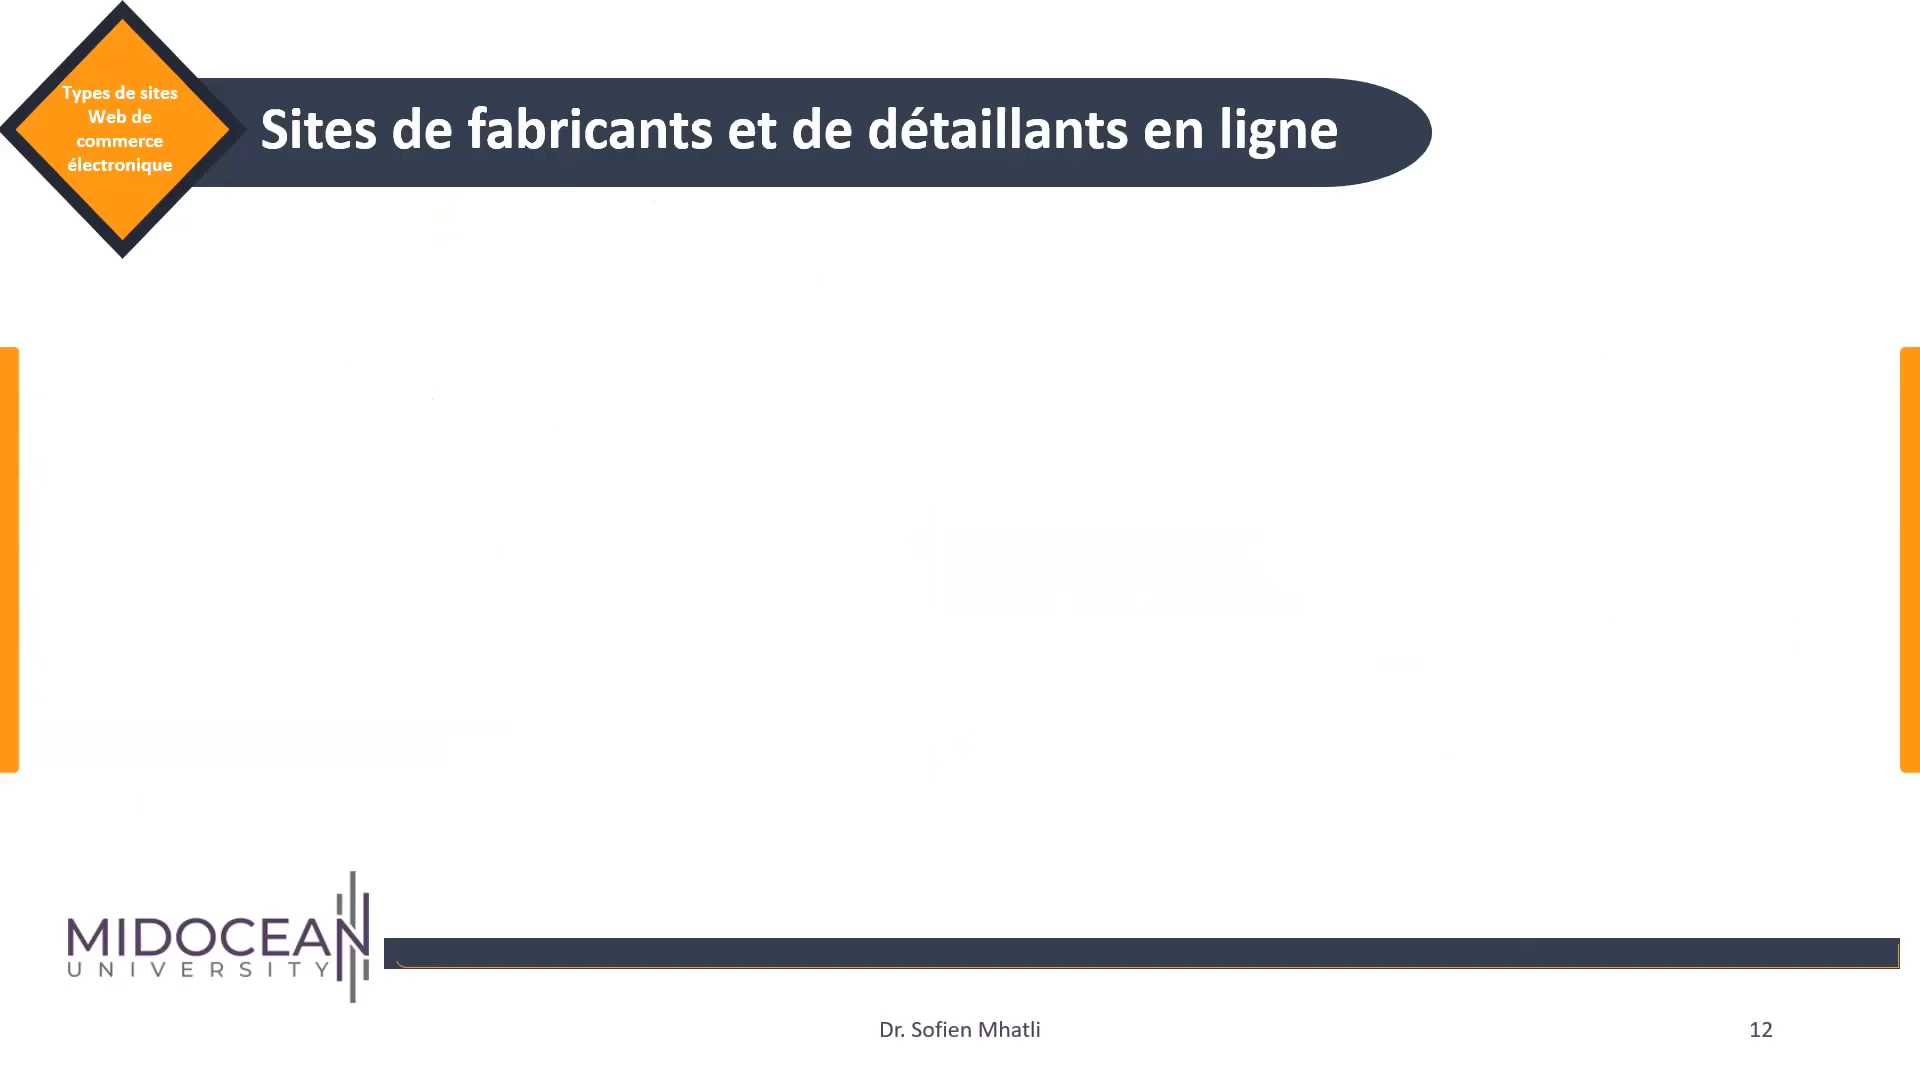 Types de sites
Web de
commerce
électronique
Sites de fabricants et de détaillants en ligne
MIDOCEAN
UNIVERSITY
Dr. Sofien Mhatli
12